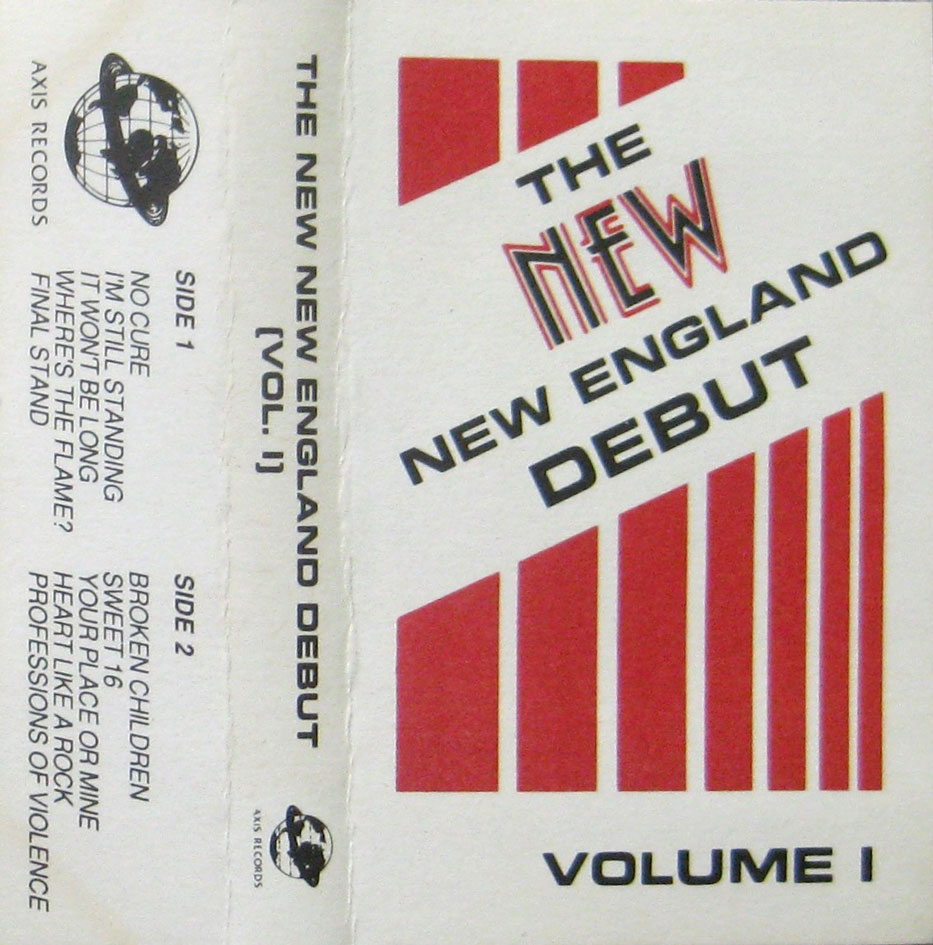 THE
NEW
NEW ENGLAND
DEBUT
VOLUME I
THE NEW NEW ENGLAND DEBUT
[VOL. I]
AXIS RECORDS
AXIS RECORDS
SIDE 1
NO CURE
I'M STILL STANDING
IT WON'T BE LONG
WHERE'S THE FLAME?
FINAL STAND
SIDE 2
BROKEN CHILDREN
SWEET 16
YOUR PLACE OR MINE
HEART LIKE A ROCK
PROFESSIONS OF VIOLENCE